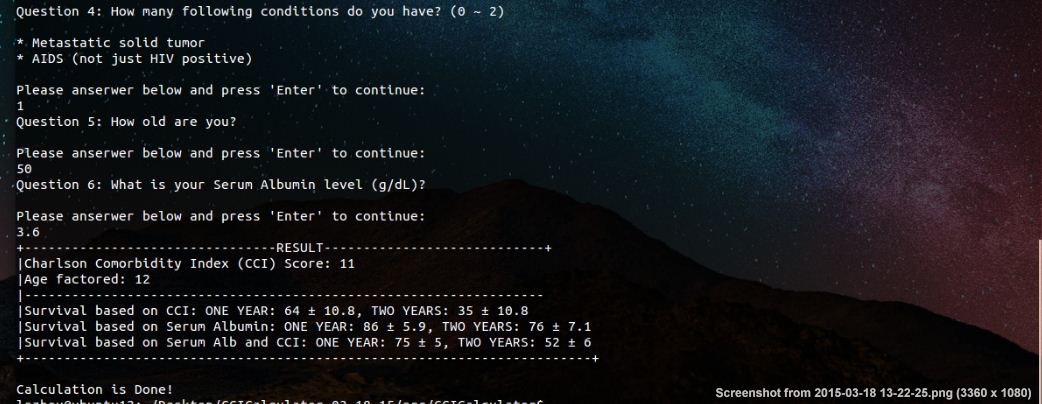 Question 4: How many following conditions do you have? (0 ~ 2)
* Metastatic solid tumor
* AIDS (not just HIV positive)
Please anserwer below and press 'Enter' to continue:
1
Question 5: How old are you?
Please anserwer below and press 'Enter' to continue:
50
Question 6: What is your Serum Albumin level (g/dL)?
Please anserwer below and press 'Enter' to continue:
3.6
+--------------------------------RESULT----------------------------+
|Charlson Comorbidity Index (CCI) Score: 11
|Age factored: 12
|------------------------------------------------------------------
|Survival based on CCI: ONE YEAR: 64 ± 10.8, TWO YEARS: 35 ± 10.8
|Survival based on Serum Albumin: ONE YEAR: 86 ± 5.9, TWO YEARS: 76 ± 7.1
|Survival based on Serum Alb and CCI: ONE YEAR: 75 ± 5, TWO YEARS: 52 ± 6
+------------------------------------------------------------------------+
Calculation is Done!
Screenshot from 2015-03-18 13-22-25.png (3360 x 1080)